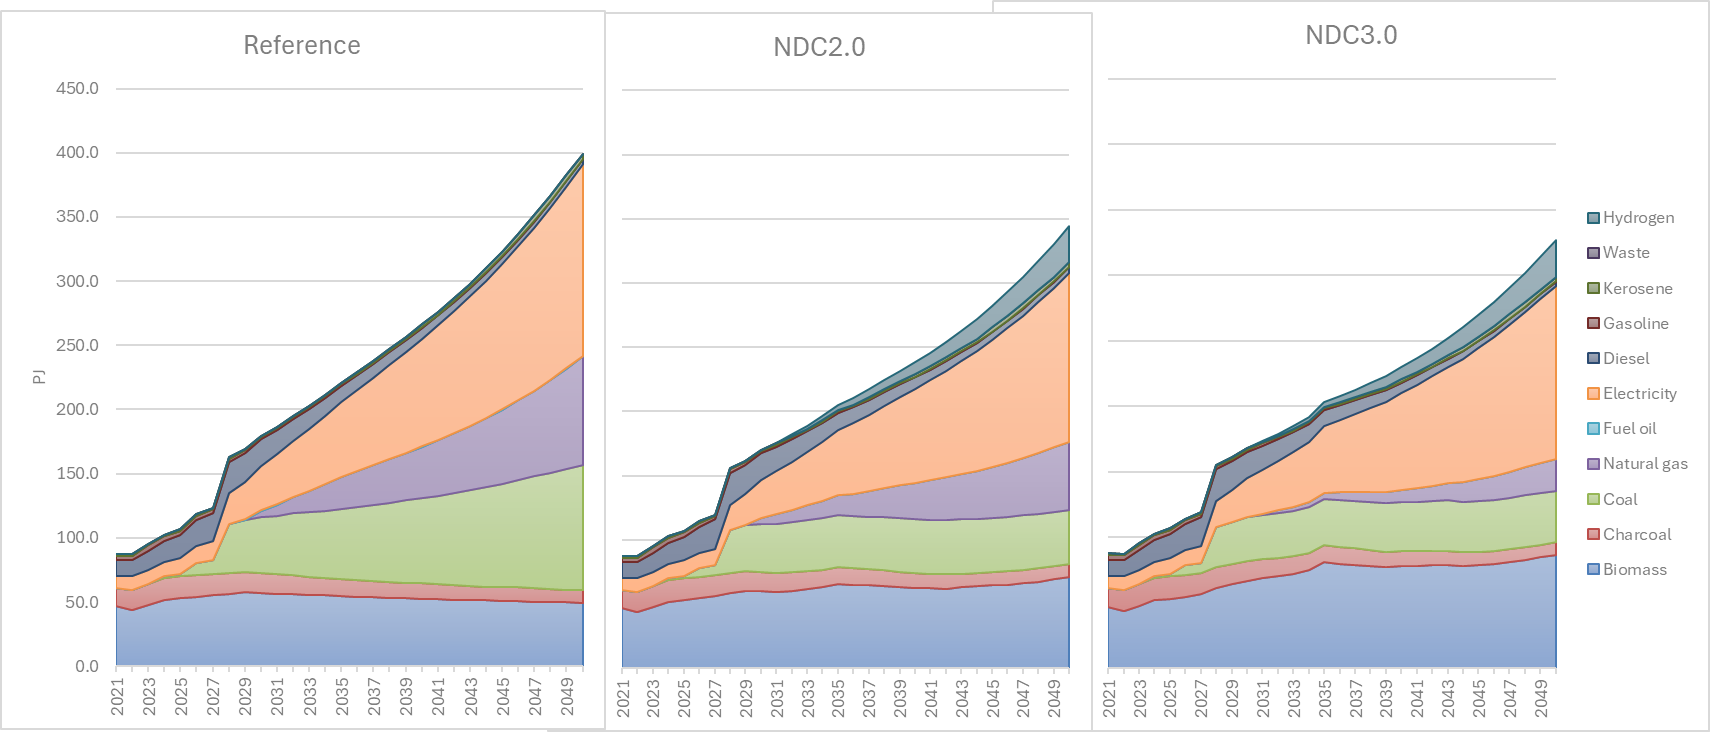 Reference
NDC2.0
NDC3.0
450.0
400.0
350.0
300.0
250.0
200.0
150.0
100.0
50.0
0.0
PJ
2021 2023 2025 2027 2029 2031 2033 2035 2037 2039 2041 2043 2045 2047 2049
2021 2023 2025 2027 2029 2031 2033 2035 2037 2039 2041 2043 2045 2047 2049
2021 2023 2025 2027 2029 2031 2033 2035 2037 2039 2041 2043 2045 2047 2049
Hydrogen
Waste
Kerosene
Gasoline
Diesel
Electricity
Fuel oil
Natural gas
Coal
Charcoal
Biomass